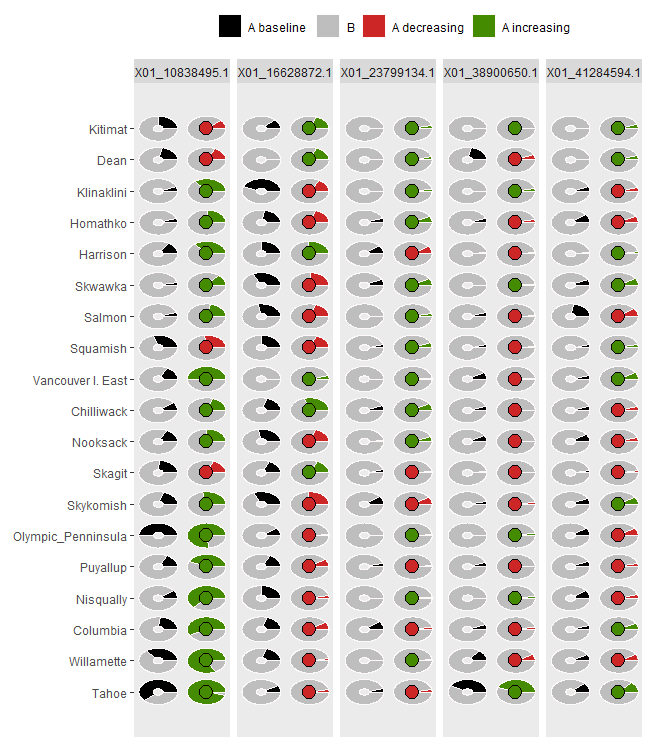 A baseline B A decreasing A increasing
X01_10838495.1 X01_16628872.1 X01_23799134.1 X01_38900650.1 X01_41284594.1
Kitimat
Dean
Klinaklini
Homathko
Harrison
Skwawka
Salmon
Squamish
Vancouver I. East
Chilliwack
Nooksack
Skagit
Skykomish
Olympic_Penninsula
Puyallup
Nisqually
Columbia
Willamette
Tahoe